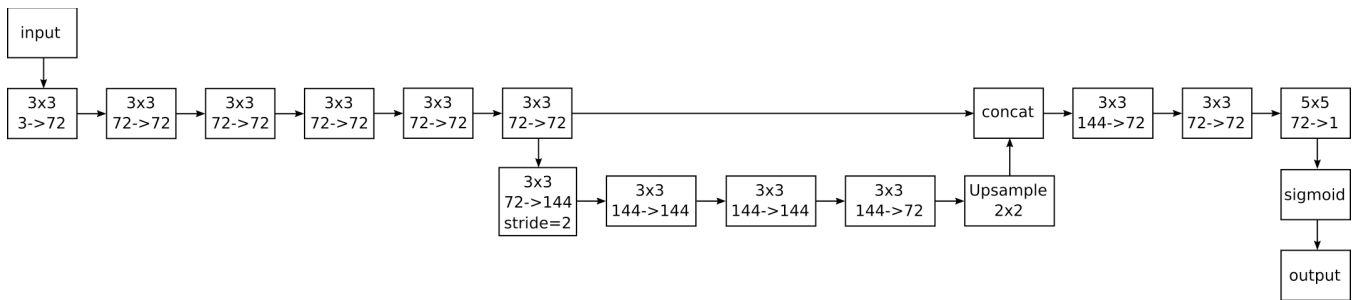 input
3x3
3->72
3x3
72->72
3x3
72->72
3x3
72->72
3x3
72->72
3x3
72->72
concat
3x3
144->72
3x3
72->72
5x5
72->1
3x3
72->144
stride=2
3x3
144->144
3x3
144->144
3x3
144->72
Upsample
2x2
sigmoid
output